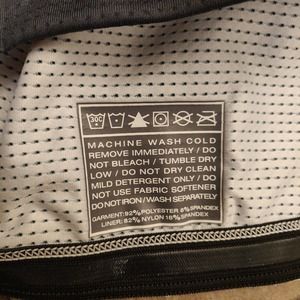 30C
MACHINE WASH COLD
REMOVE IMMEDIATELY / DO
NOT BLEACH / TUMBLE DRY
LOW / DO NOT DRY CLEAN
MILD DETERGENT ONLY / DO
NOT USE FABRIC SOFTENER
DO NOT IRON / WASH SEPARATELY
GARMENT: 92% POLYESTER 8% SPANDEX
LINER: 82% NYLON 18% SPANDEX